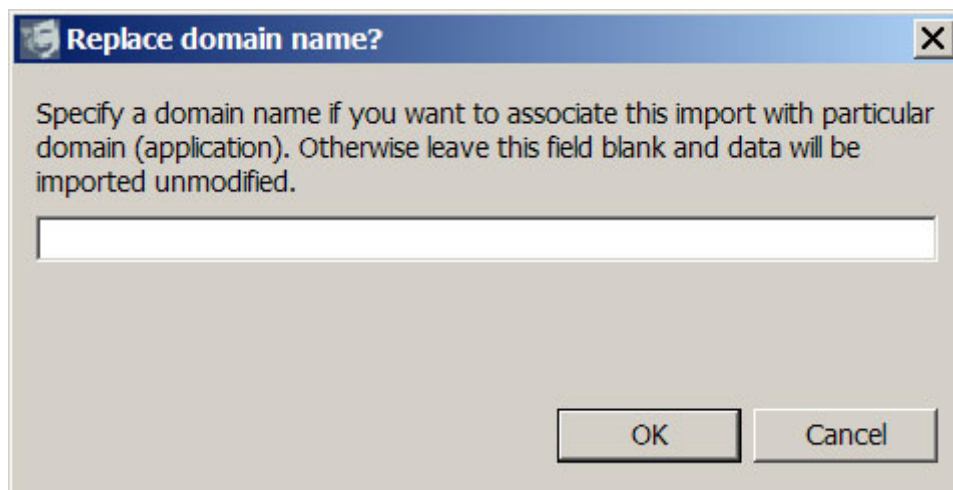 Replace domain name?
Specify a domain name if you want to associate this import with particular
domain (application). Otherwise leave this field blank and data will be
imported unmodified.
OK
Cancel